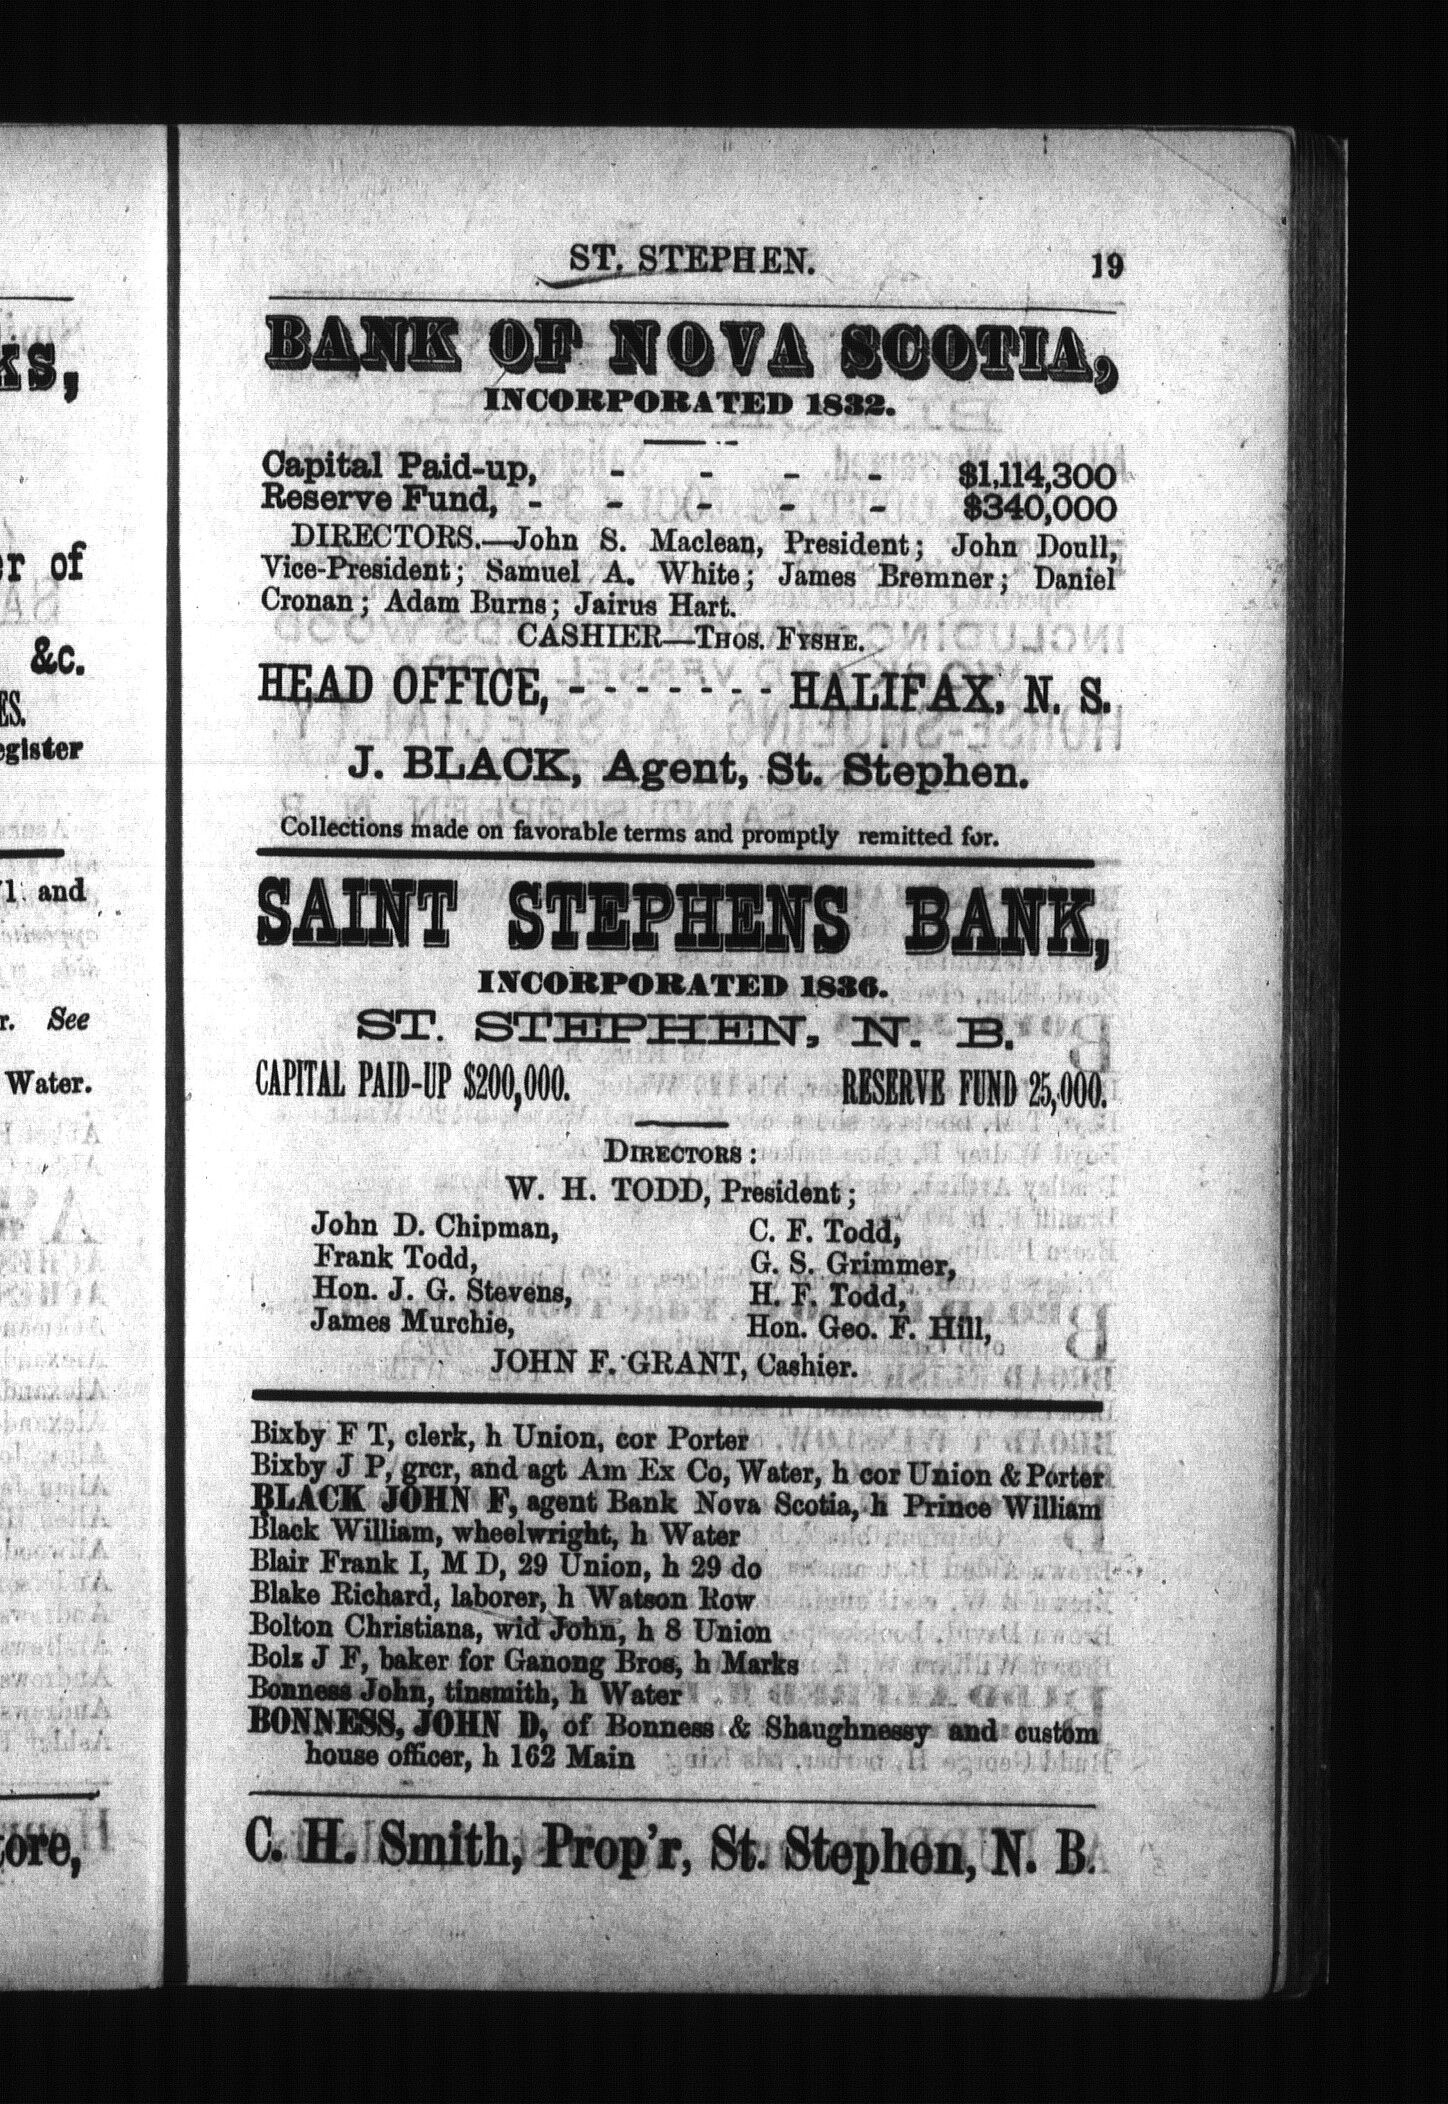 ST. STEPHEN. 19
BANK OF NOVA SCOTIA,
INCORPORATED 1832.
Capital Paid-up, - - - - $1,114,300
Reserve Fund, - - - - - $340,000
DIRECTORS.—John S. Maclean, President; John Doull,
Vice-President; Samuel A. White; James Bremner; Daniel
Cronan; Adam Burns; Jairus Hart.
CASHIER—THOS. FYSHE.
HEAD OFFICE, - - - - - - - HALIFAX, N. S.
J. BLACK, Agent, St. Stephen.
Collections made on favorable terms and promptly remitted for.
SAINT STEPHENS BANK,
INCORPORATED 1836.
ST. STEPHEN, N. B.
CAPITAL PAID-UP $200,000. RESERVE FUND 25,000.
DIRECTORS:
W. H. TODD, President;
John D. Chipman, C. F. Todd,
Frank Todd, G. S. Grimmer,
Hon. J. G. Stevens, H. F. Todd,
James Murchie, Hon. Geo. F. Hill,
JOHN F. GRANT, Cashier.
Bixby F T, clerk, h Union, cor Porter
Bixby J P, grcr, and agt Am Ex Co, Water, h cor Union & Porter
BLACK JOHN F, agent Bank Nova Scotia, h Prince William
Black William, wheelwright, h Water
Blair Frank I, M D, 29 Union, h 29 do
Blake Richard, laborer, h Watson Row
Bolton Christiana, wid John, h 8 Union
Bolz J F, baker for Ganong Bros, h Marks
Bonness John, tinsmith, h Water
BONNESS, JOHN D, of Bonness & Shaughnessy and custom
house officer, h 162 Main
C. H. Smith, Prop'r, St. Stephen, N. B.
of
&c.
and
See
Water.